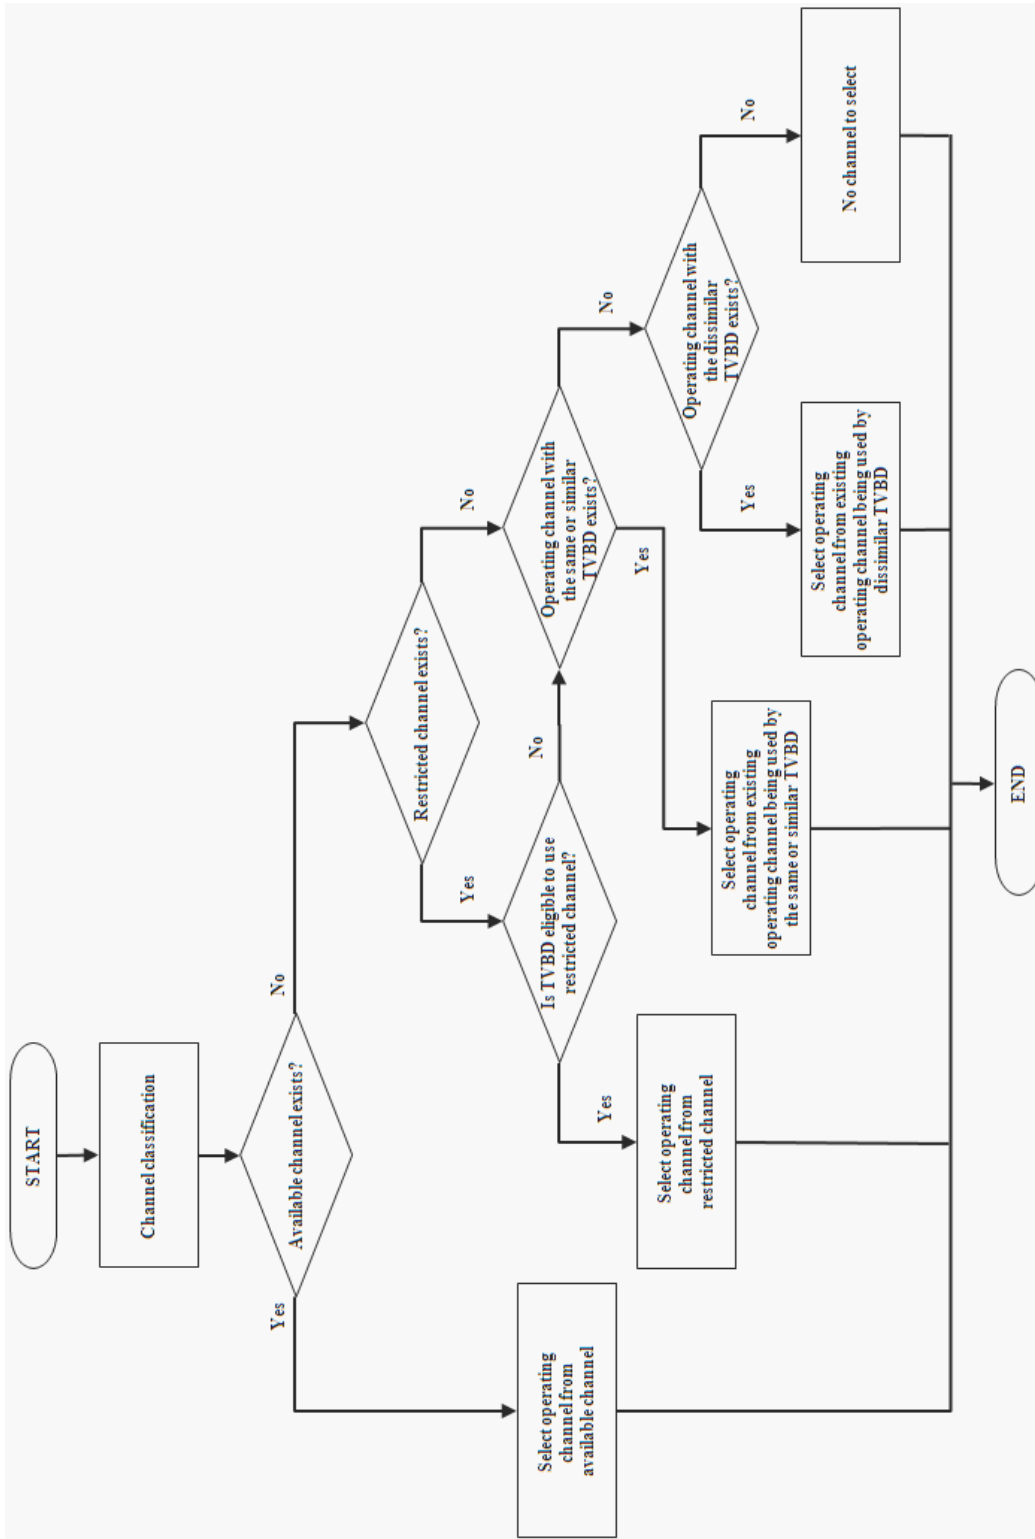 START
Channel classification
Available channel exists?
Yes
No
Restricted channel exists?
Yes
No
Is TVBD eligible to use
restricted channel?
No
Operating channel with
the same or similar
TVBD exists?
No
Select operating
channel from
available channel
Yes
Select operating
channel from
restricted channel
Yes
Operating channel with
the dissimilar
TVBD exists?
Select operating
channel from existing
operating channel being used by
the same or similar TVBD
Yes
No
Select operating
channel from existing
operating channel being used by
dissimilar TVBD
No channel to select
END